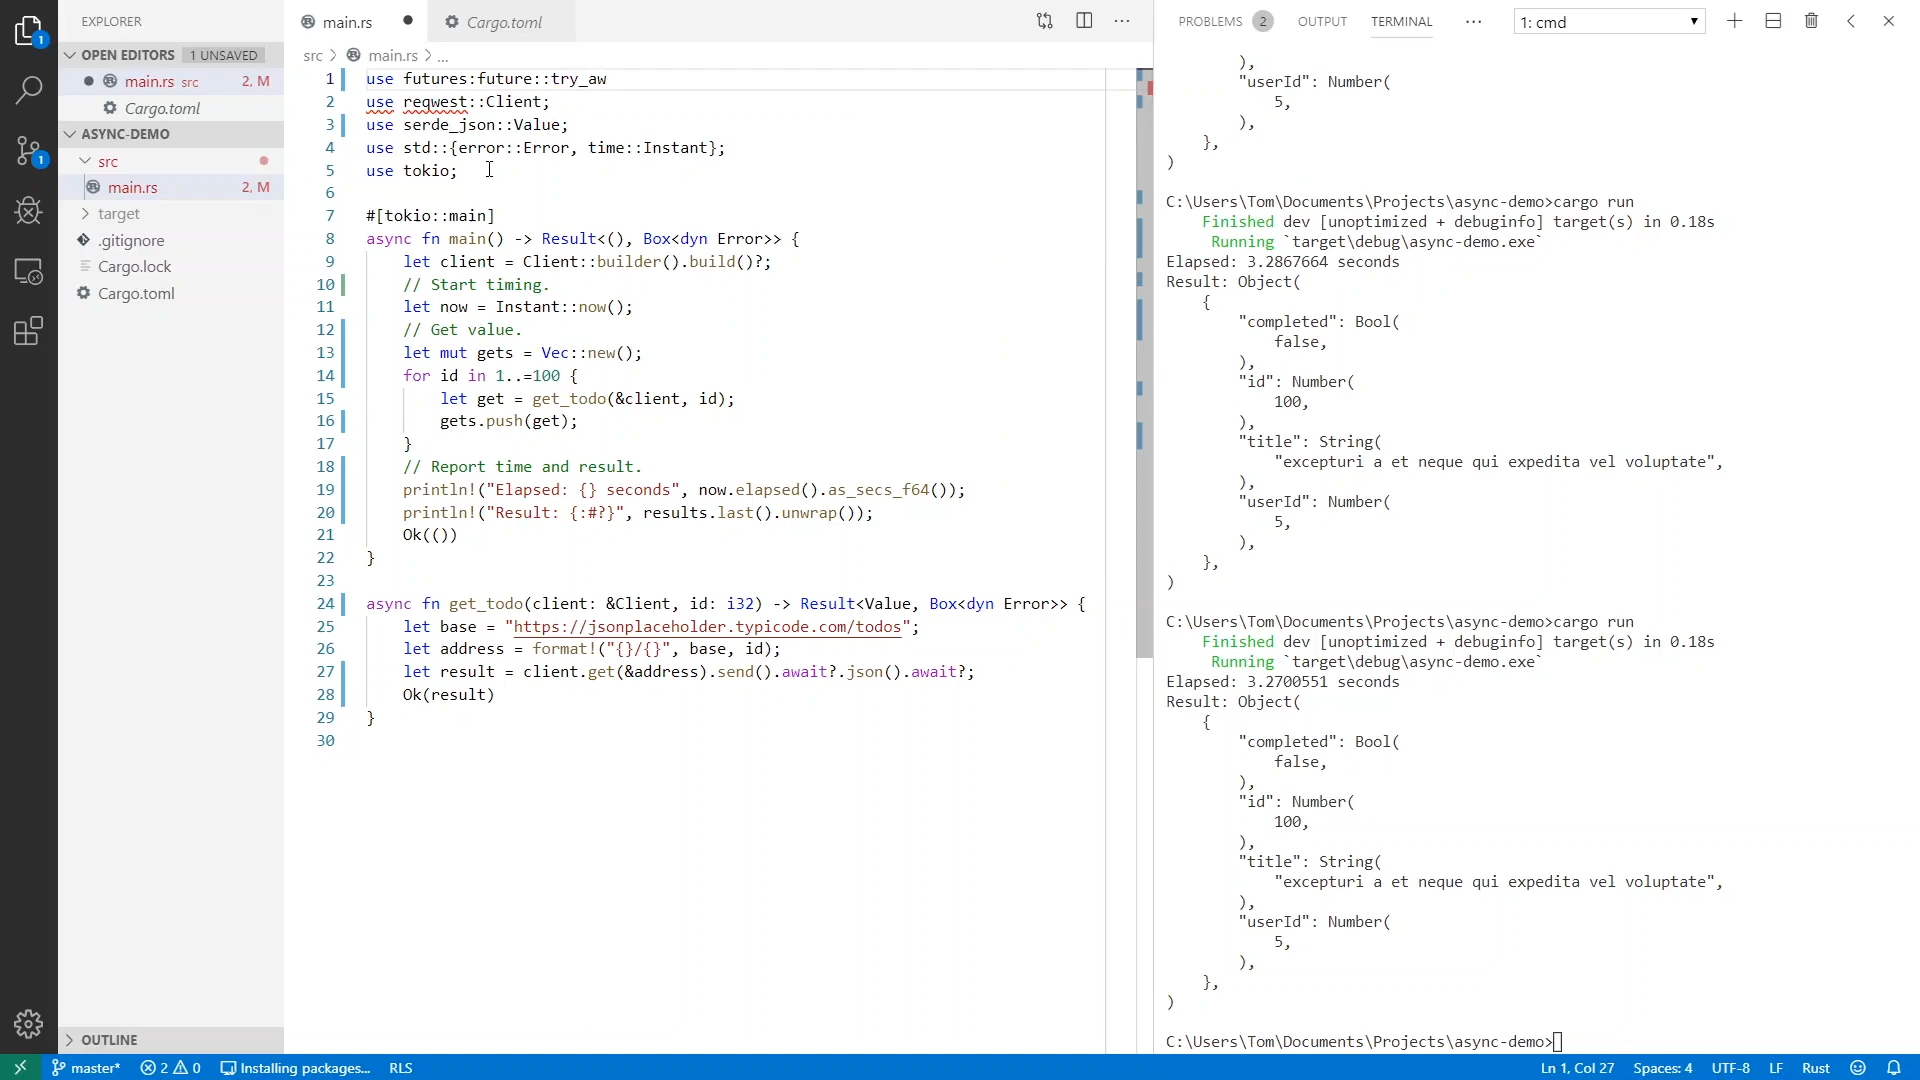 EXPLORER
OPEN EDITORS 1 UNSAVED
main.rs src 2, M
Cargo.toml
ASYNC-DEMO
src
main.rs 2, M
target
.gitignore
Cargo.lock
Cargo.toml
OUTLINE
1
1
main.rs
Cargo.toml
src > main.rs > ...
1 use futures:future::try_aw
2 use reqwest::Client;
3 use serde_json::Value;
4 use std::{error::Error, time::Instant};
5 use tokio;
6
7 #[tokio::main]
8 async fn main() -> Result<(), Box<dyn Error>> {
9 let client = Client::builder().build()?;
10 // Start timing.
11 let now = Instant::now();
12 // Get value.
13 let mut gets = Vec::new();
14 for id in 1..=100 {
15 let get = get_todo(&client, id);
16 gets.push(get);
17 }
18 // Report time and result.
19 println!("Elapsed: {} seconds", now.elapsed().as_secs_f64());
20 println!("Result: {:#?}", results.last().unwrap());
21 Ok(())
22 }
23
24 async fn get_todo(client: &Client, id: i32) -> Result<Value, Box<dyn Error>> {
25 let base = "https://jsonplaceholder.typicode.com/todos";
26 let address = format!("{}/{}", base, id);
27 let result = client.get(&address).send().await?.json().await?;
28 Ok(result)
29 }
30
PROBLEMS 2 OUTPUT TERMINAL ... 1: cmd
),
"userId": Number(
5,
),
},
)
C:\Users\Tom\Documents\Projects\async-demo>cargo run
Finished dev [unoptimized + debuginfo] target(s) in 0.18s
Running `target\debug\async-demo.exe`
Elapsed: 3.2867664 seconds
Result: Object(
{
"completed": Bool(
false,
),
"id": Number(
100,
),
"title": String(
"excepturi a et neque qui expedita vel voluptate",
),
"userId": Number(
5,
),
},
)
C:\Users\Tom\Documents\Projects\async-demo>cargo run
Finished dev [unoptimized + debuginfo] target(s) in 0.18s
Running `target\debug\async-demo.exe`
Elapsed: 3.2700551 seconds
Result: Object(
{
"completed": Bool(
false,
),
"id": Number(
100,
),
"title": String(
"excepturi a et neque qui expedita vel voluptate",
),
"userId": Number(
5,
),
},
)
C:\Users\Tom\Documents\Projects\async-demo>
master* 2 0 Installing packages... RLS
Ln 1, Col 27 Spaces: 4 UTF-8 LF Rust